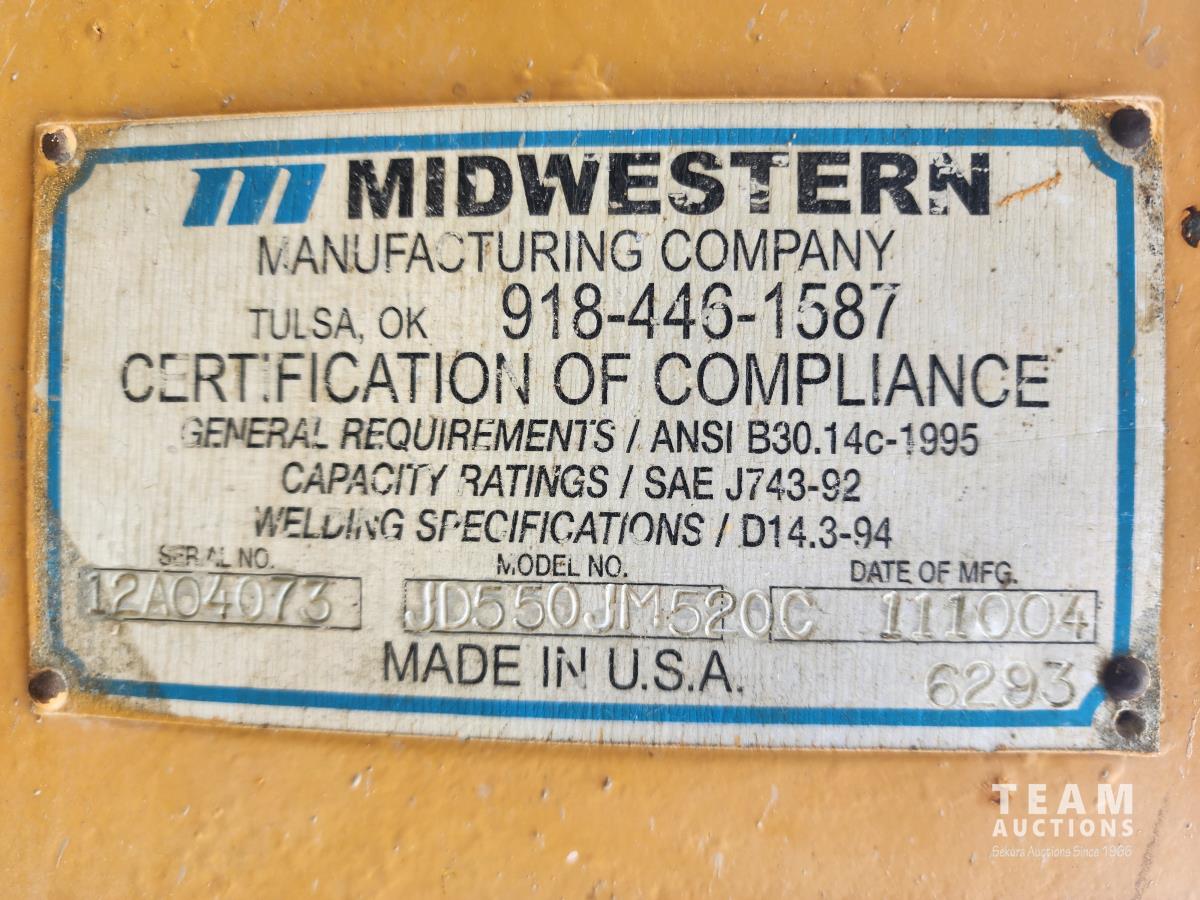 MIDWESTERN
MANUFACTURING COMPANY
TULSA, OK 918-446-1587
CERTIFICATION OF COMPLIANCE
GENERAL REQUIREMENTS / ANSI B30.14c-1995
CAPACITY RATINGS / SAE J743-92
WELDING SPECIFICATIONS / D14.3-94
SERIAL NO. MODEL NO. DATE OF MFG.
12A04073 JD550JM520C 111004
MADE IN U.S.A. 6293
TEAM
AUCTIONS
Sekura Auctions Since 1966